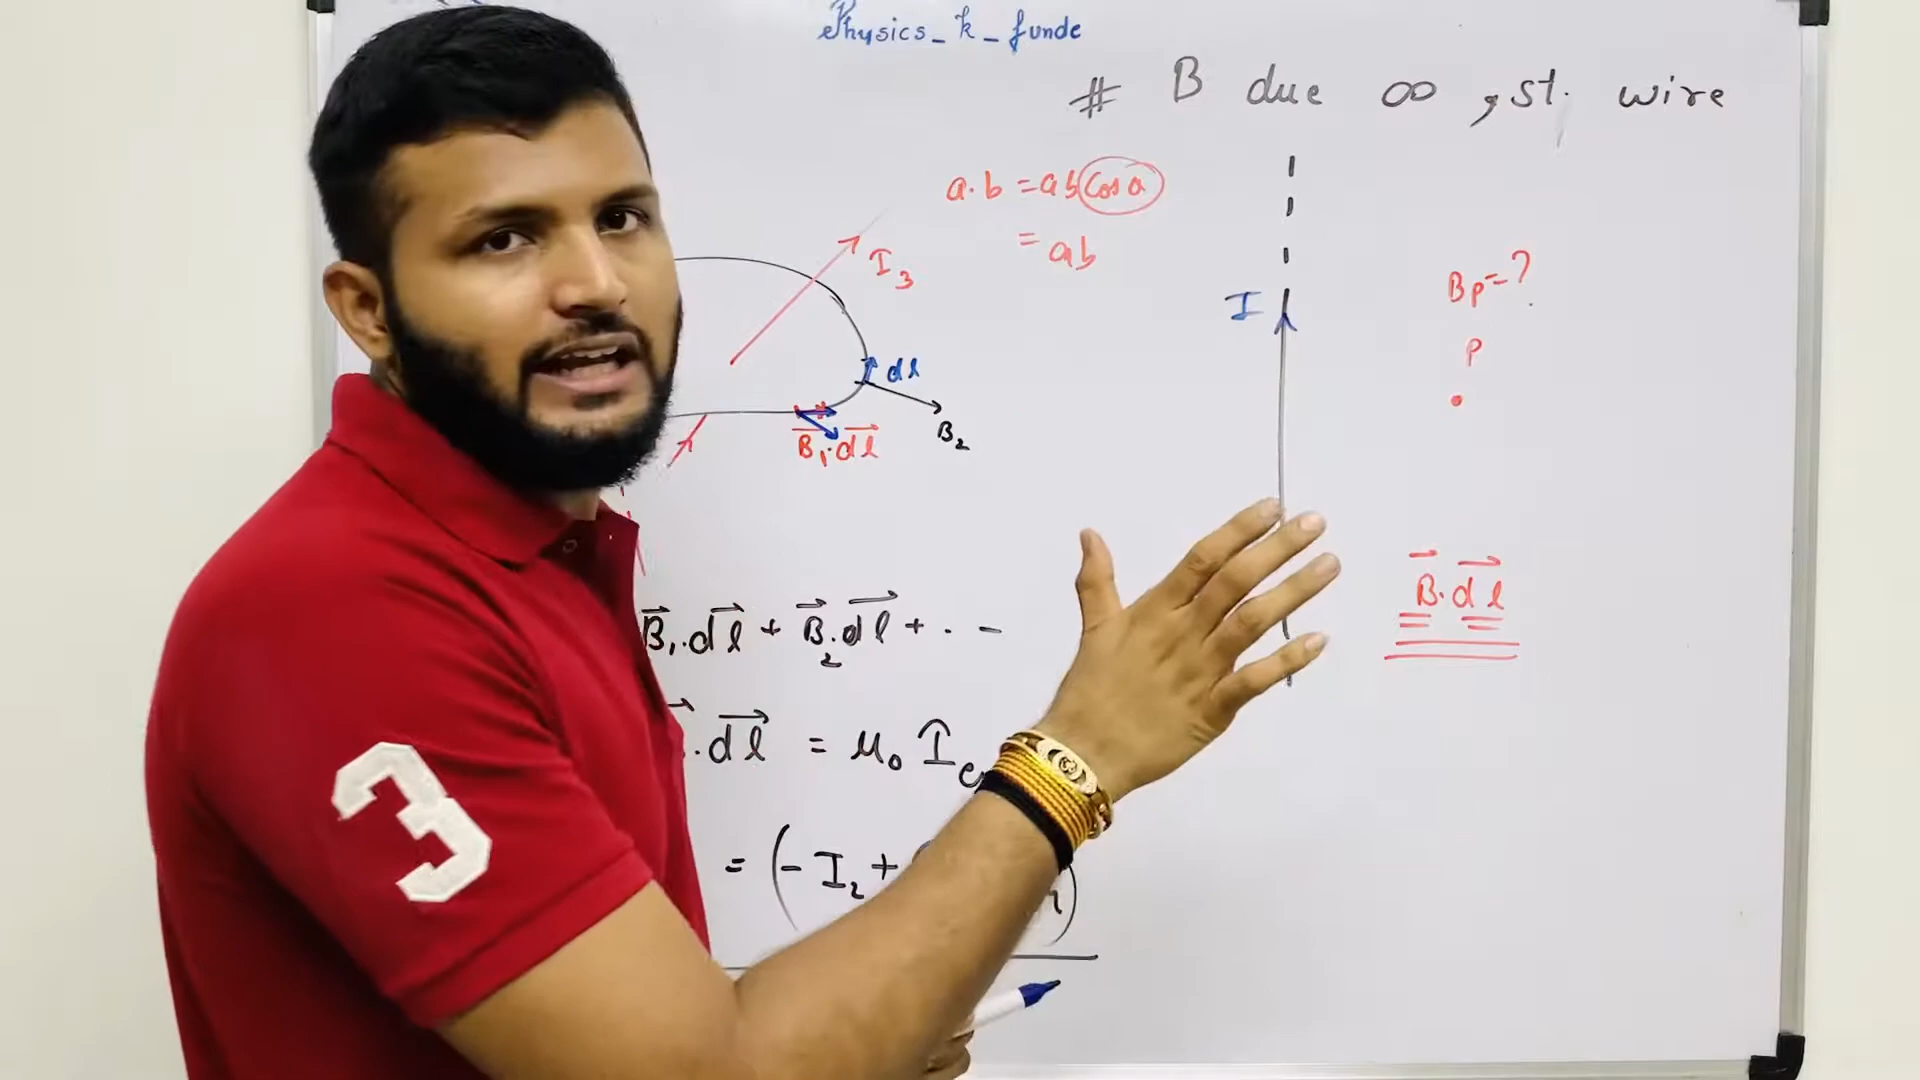 Physics_k_funde
# B due ∞, st. wire
a.b = ab cos a
= ab
I₃
dl
B₂
B₁.dl
B₁.dl + B₂.dl + . . –
.dl = μ₀ I
= (- I₂ +
I
Bp=?
P
B.dl
3